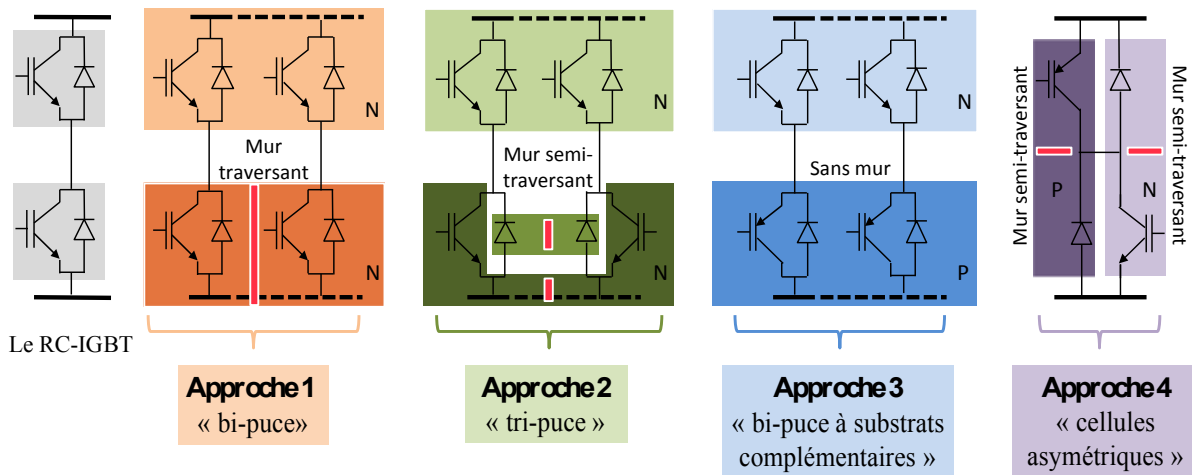 N
N
N
Mur semi-traversant
Mur semi-traversant
Mur
traversant
Mur semi-
traversant
Sans mur
P
N
N
N
P
Le RC-IGBT
Approche 1
« bi-puce»
Approche 2
« tri-puce »
Approche 3
« bi-puce à substrats
complémentaires »
Approche 4
« cellules
asymétriques »